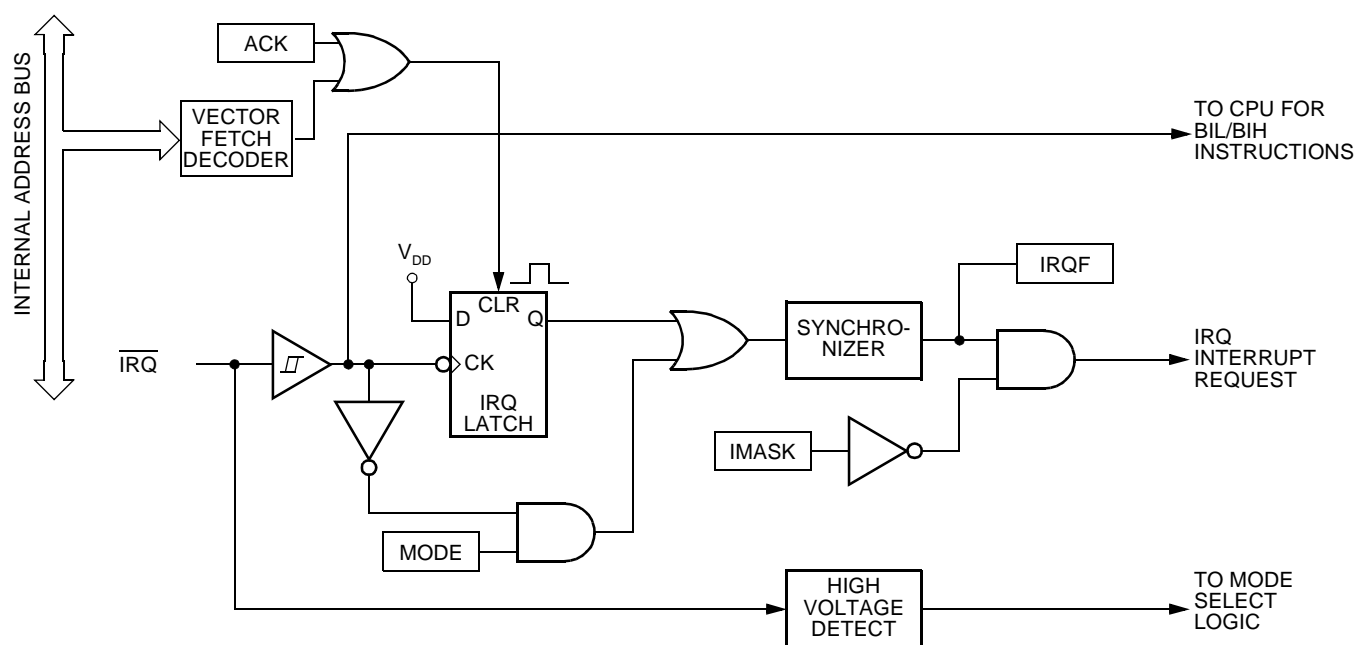 INTERNAL ADDRESS BUS
ACK
VECTOR
FETCH
DECODER
TO CPU FOR
BIL/BIH
INSTRUCTIONS
VDD
CLR
D
Q
CK
IRQ
LATCH
IRQ
SYNCHRO-
NIZER
IRQF
IRQ
INTERRUPT
REQUEST
IMASK
MODE
HIGH
VOLTAGE
DETECT
TO MODE
SELECT
LOGIC